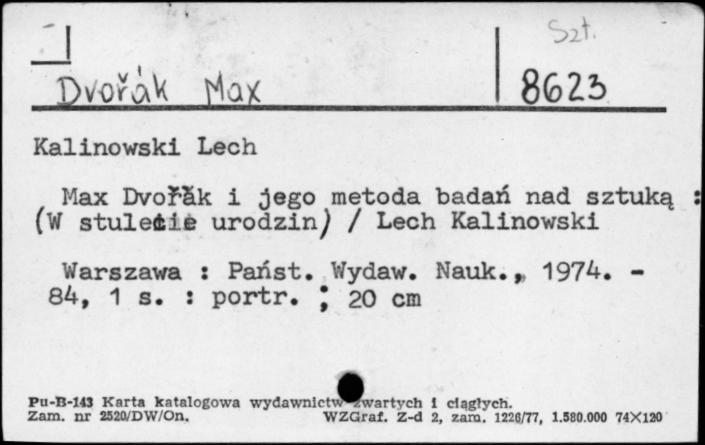 Szt.
Dvořák Max 8623
Kalinowski Lech
Max Dvořák i jego metoda badań nad sztuką :
(W stulecie urodzin) / Lech Kalinowski
Warszawa : Państ. Wydaw. Nauk., 1974. -
84, 1 s. : portr. ; 20 cm
Pu-B-143 Karta katalogowa wydawnictw zwartych i ciągłych.
Zam. nr 2520/DW/On. WZGraf. Z-d 2, zam. 1226/77, 1.580.000 74X120